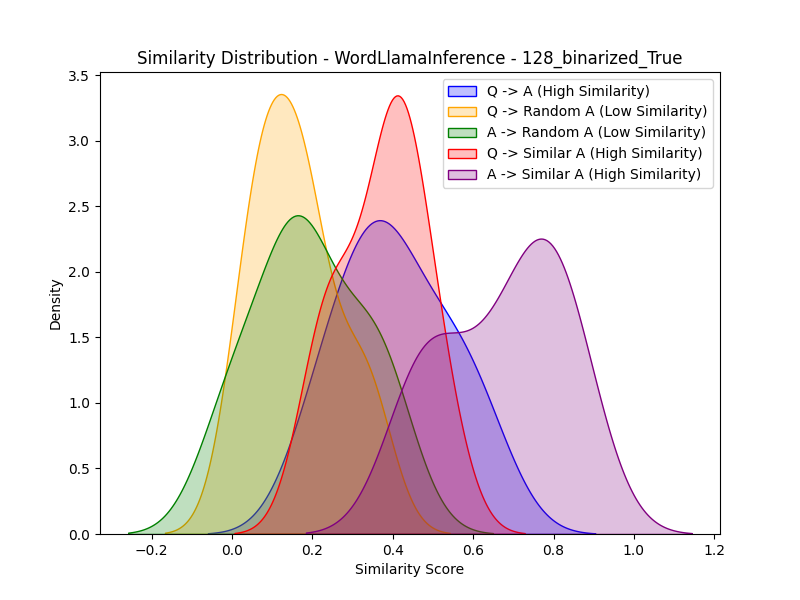 Similarity Distribution - WordLlamaInference - 128_binarized_True
3.5
3.0
2.5
2.0
1.5
1.0
0.5
0.0
Density
Q -> A (High Similarity)
Q -> Random A (Low Similarity)
A -> Random A (Low Similarity)
Q -> Similar A (High Similarity)
A -> Similar A (High Similarity)
−0.2 0.0 0.2 0.4 0.6 0.8 1.0 1.2
Similarity Score